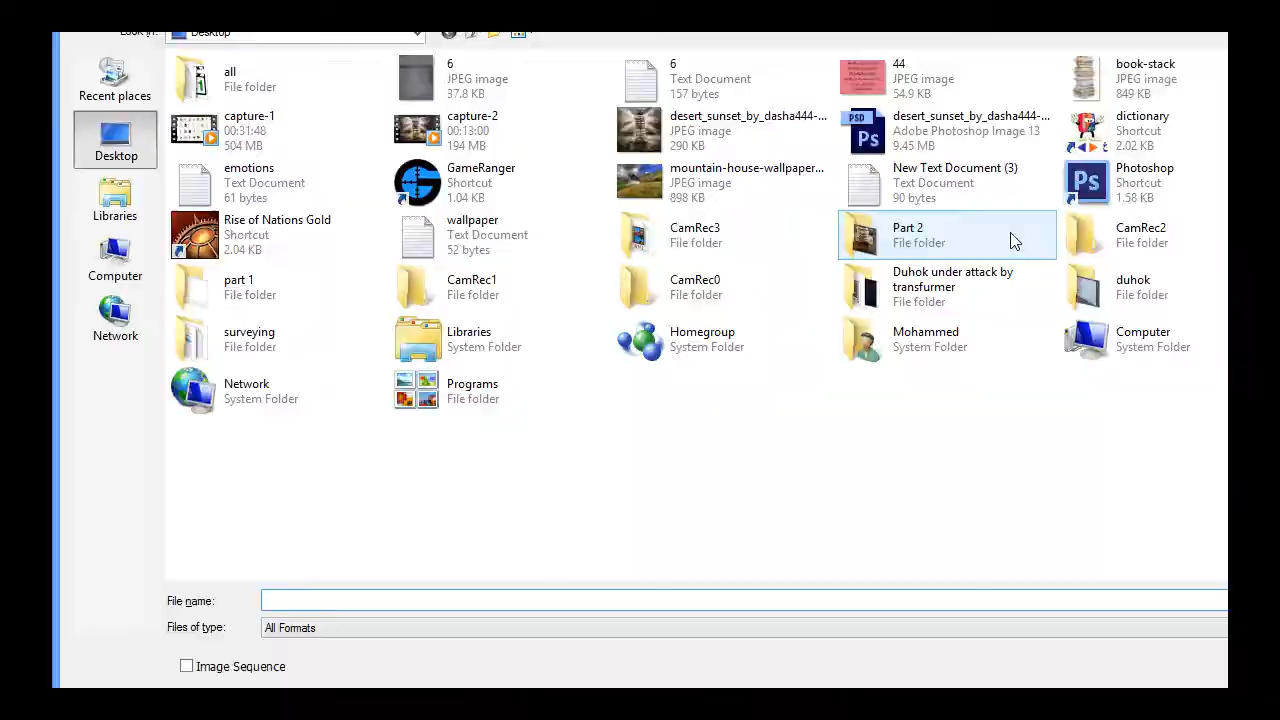 Look in:
Desktop
Recent places
Desktop
Libraries
Computer
Network
all
File folder
6
JPEG image
37.8 KB
6
Text Document
157 bytes
44
JPEG image
54.9 KB
book-stack
JPEG image
849 KB
capture-1
00:31:48
504 MB
capture-2
00:13:00
194 MB
desert_sunset_by_dasha444-...
JPEG image
290 KB
PSD
Ps
desert_sunset_by_dasha444-...
Adobe Photoshop Image 13
9.45 MB
dictionary
Shortcut
2.02 KB
emotions
Text Document
61 bytes
GameRanger
Shortcut
1.04 KB
mountain-house-wallpaper...
JPEG image
898 KB
New Text Document (3)
Text Document
90 bytes
Ps
Photoshop
Shortcut
1.58 KB
Rise of Nations Gold
Shortcut
2.04 KB
wallpaper
Text Document
52 bytes
CamRec3
File folder
Part 2
File folder
CamRec2
File folder
part 1
File folder
CamRec1
File folder
CamRec0
File folder
Duhok under attack by
transfurmer
File folder
duhok
File folder
surveying
File folder
Libraries
System Folder
Homegroup
System Folder
Mohammed
System Folder
Computer
System Folder
Network
System Folder
Programs
File folder
File name:
Files of type:
All Formats
Image Sequence